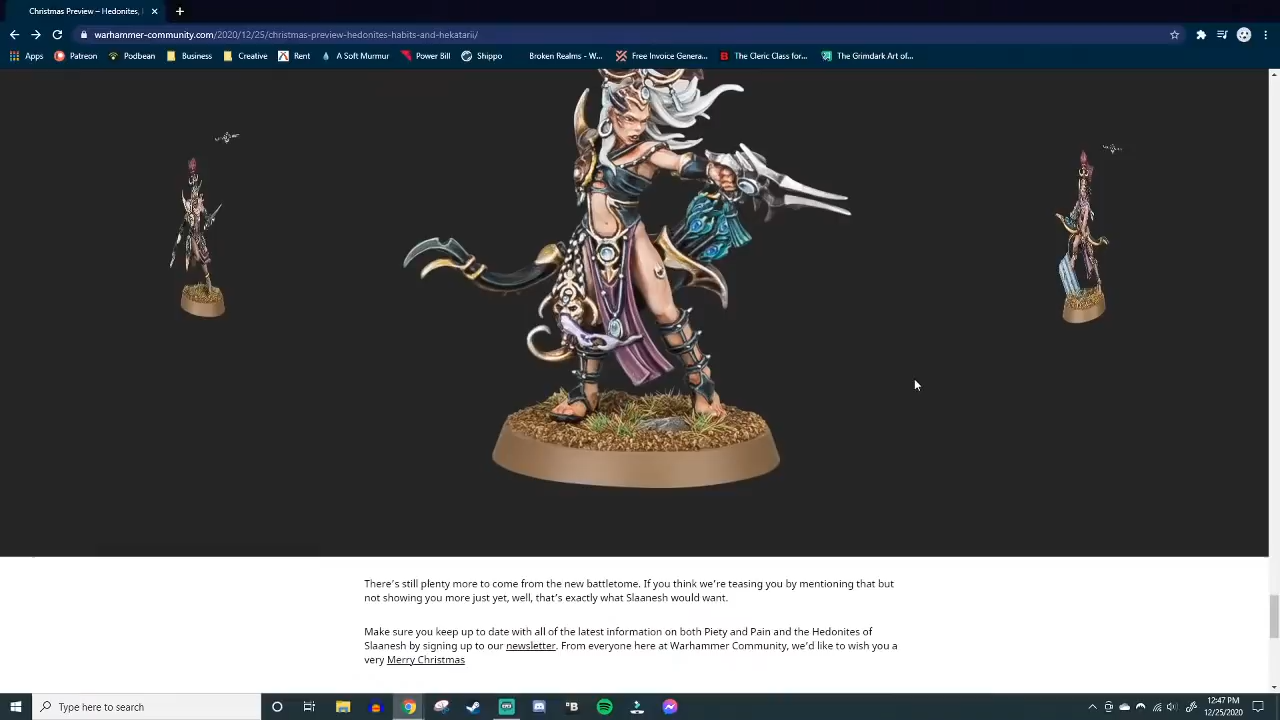 Christmas Preview – Hedonites,
warhammer-community.com/2020/12/25/christmas-preview-hedonites-habits-and-hekatarii/
Apps Patreon Podbean Business Creative Rent A Soft Murmur Power Bill Shippo Broken Realms - W... Free Invoice Genera... The Cleric Class for... The Grimdark Art of...
There's still plenty more to come from the new battletome. If you think we're teasing you by mentioning that but
not showing you more just yet, well, that's exactly what Slaanesh would want.
Make sure you keep up to date with all of the latest information on both Piety and Pain and the Hedonites of
Slaanesh by signing up to our newsletter. From everyone here at Warhammer Community, we'd like to wish you a
very Merry Christmas
Type here to search
12:47 PM
12/25/2020